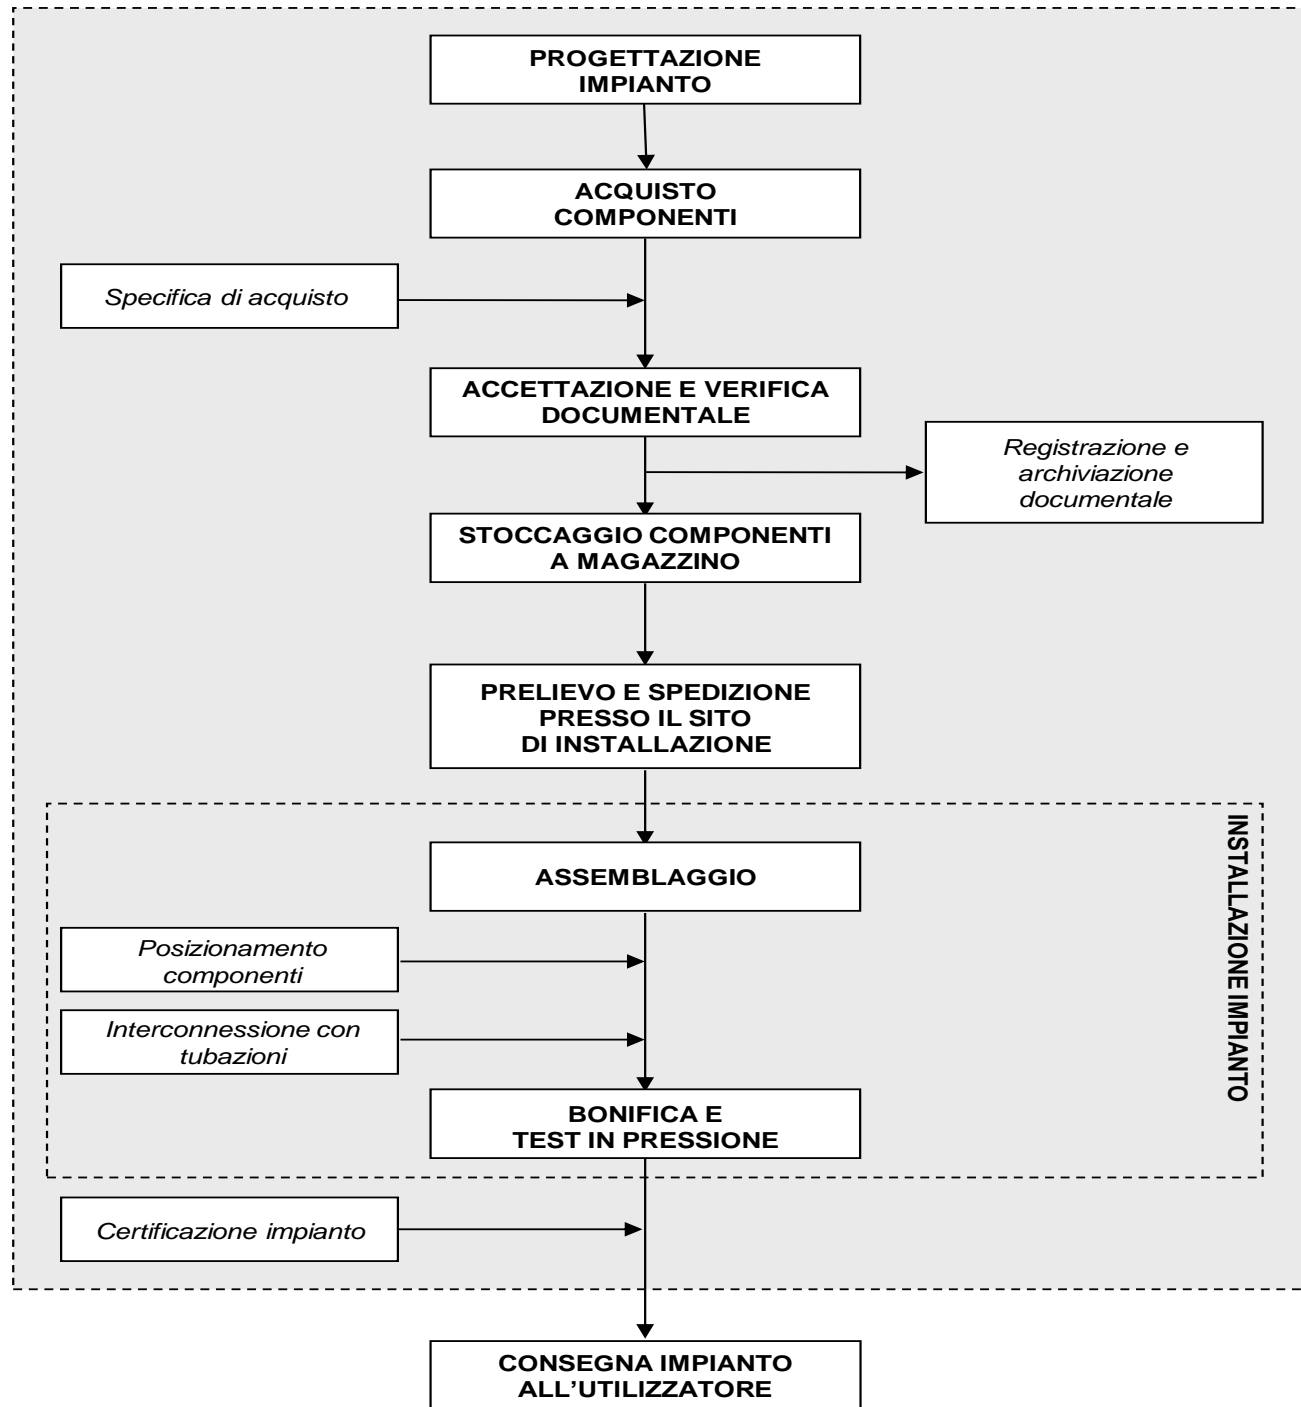 PROGETTAZIONE
IMPIANTO
ACQUISTO
COMPONENTI
Specifica di acquisto
ACCETTAZIONE E VERIFICA
DOCUMENTALE
Registrazione e
archiviazione
documentale
STOCCAGGIO COMPONENTI
A MAGAZZINO
PRELIEVO E SPEDIZIONE
PRESSO IL SITO
DI INSTALLAZIONE
INSTALLAZIONE IMPIANTO
ASSEMBLAGGIO
Posizionamento
componenti
Interconnessione con
tubazioni
BONIFICA E
TEST IN PRESSIONE
Certificazione impianto
CONSEGNA IMPIANTO
ALL'UTILIZZATORE